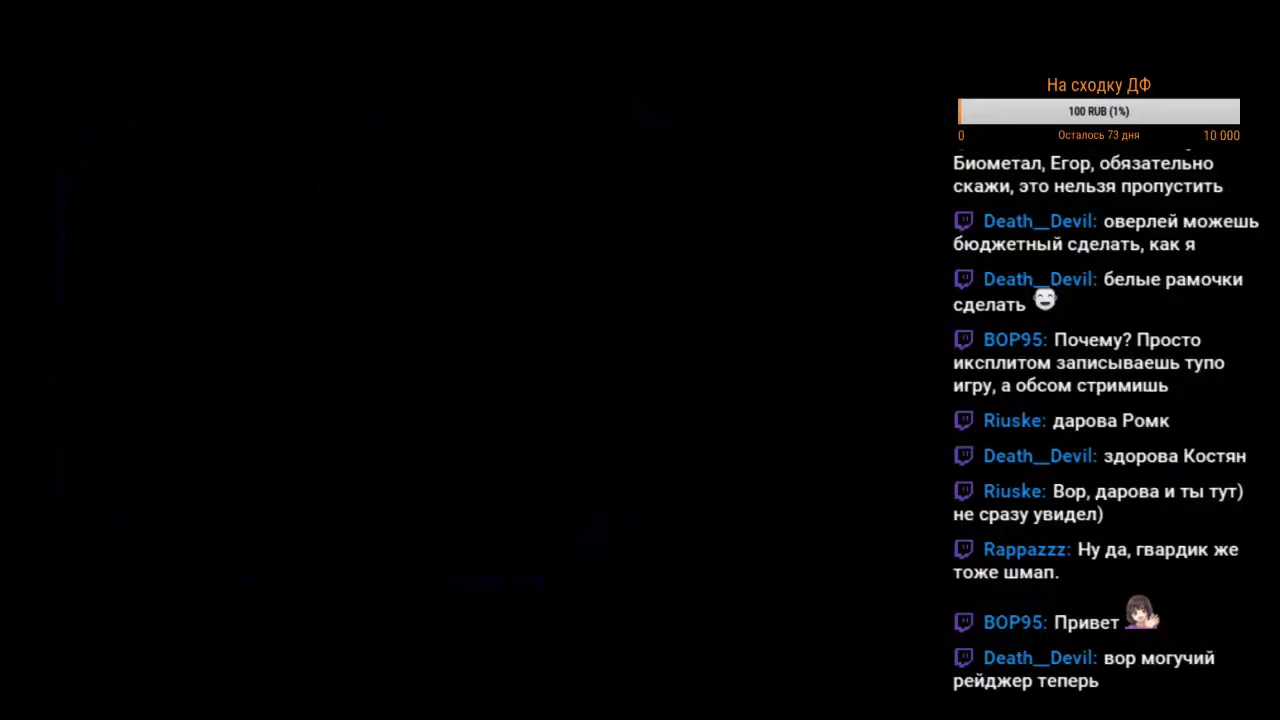 На сходку ДФ
100 RUB (1%)
0 Осталось 73 дня 10 000
Биометал, Егор, обязательно
скажи, это нельзя пропустить
Death__Devil: оверлей можешь
бюджетный сделать, как я
Death__Devil: белые рамочки
сделать
BOP95: Почему? Просто
иксплитом записываешь тупо
игру, а обсом стримишь
Riuske: дарова Ромк
Death__Devil: здорова Костян
Riuske: Вор, дарова и ты тут)
не сразу увидел)
Rappazzz: Ну да, гвардик же
тоже шмап.
BOP95: Привет
Death__Devil: вор могучий
рейджер теперь